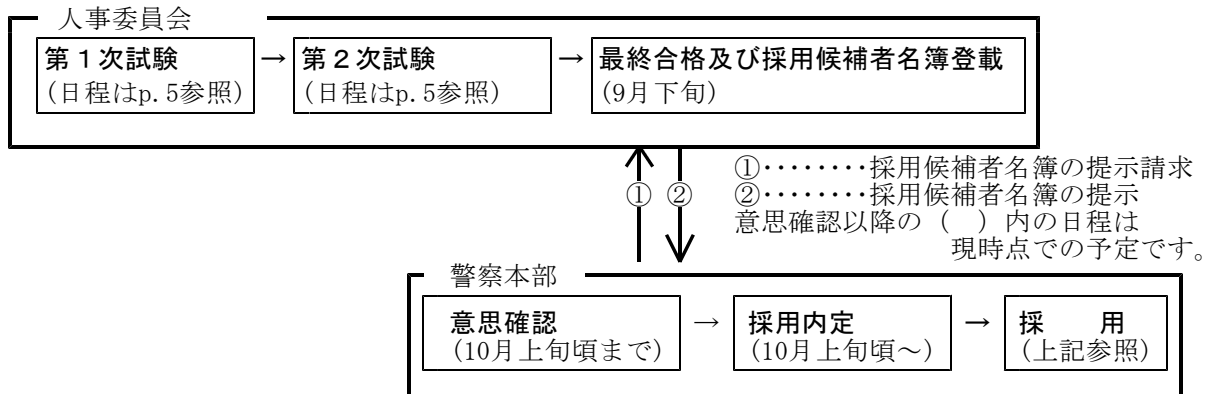 人事委員会
第１次試験 → 第２次試験 → 最終合格及び採用候補者名簿登載
(日程はp.5参照) (日程はp.5参照) (9月下旬)
① ②
①････････採用候補者名簿の提示請求
②････････採用候補者名簿の提示
意思確認以降の（　）内の日程は
現時点での予定です。
警察本部
意思確認 → 採用内定 → 採　　用
(10月上旬頃まで) (10月上旬頃～) (上記参照)